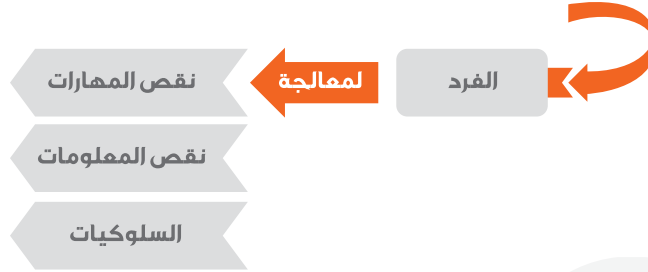 الفرد
لمعالجة
نقص المهارات
نقص المعلومات
السلوكيات